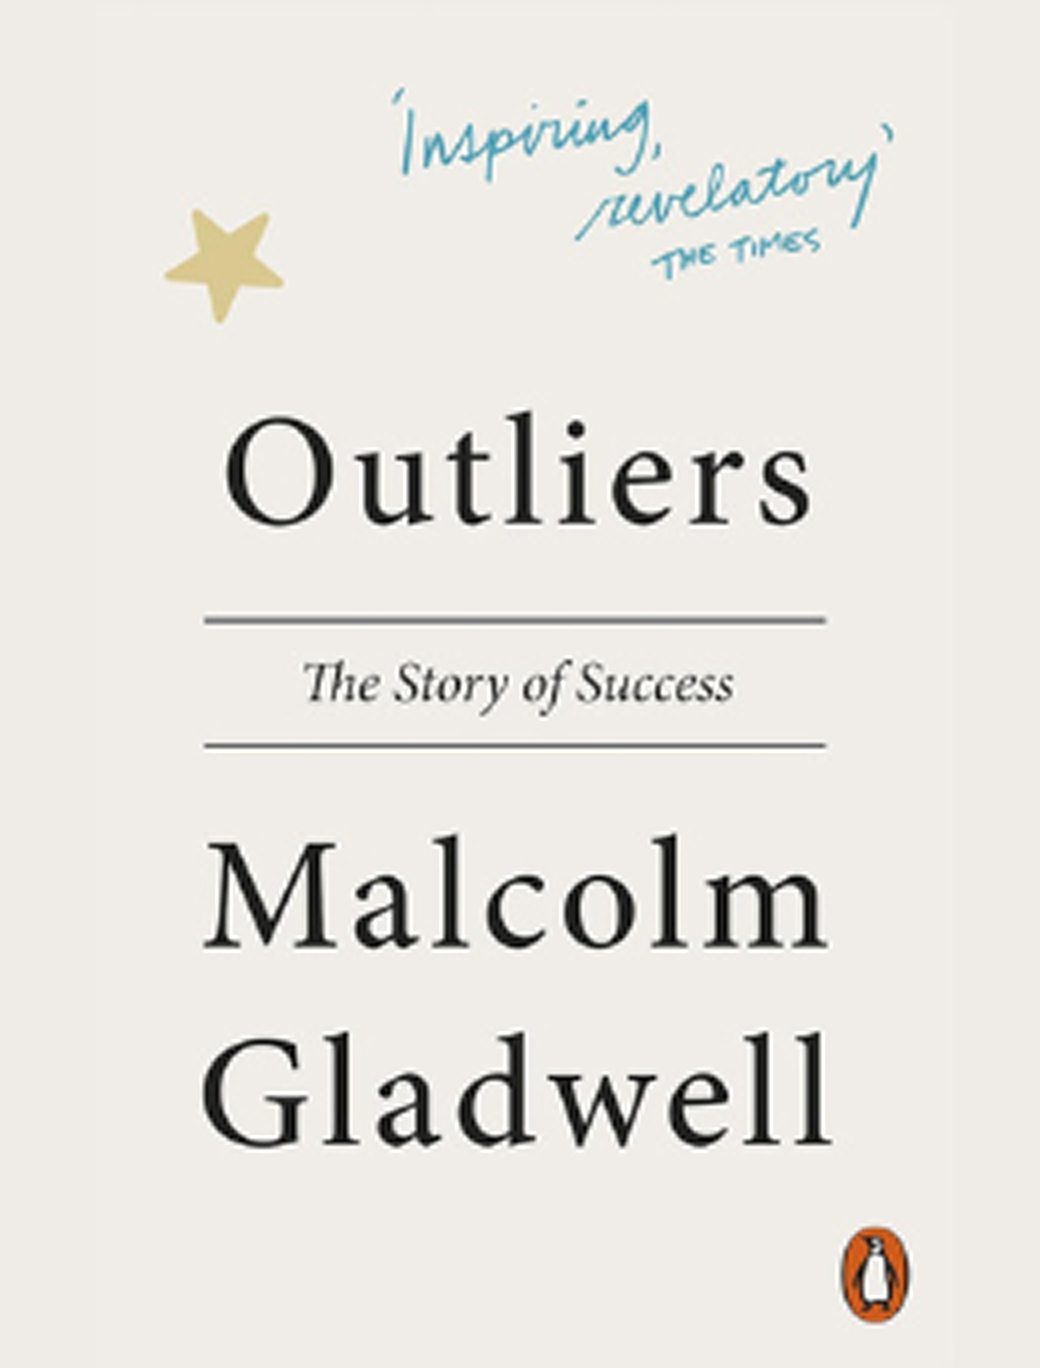 'Inspiring,
revelatory'
THE TIMES
Outliers
The Story of Success
Malcolm
Gladwell